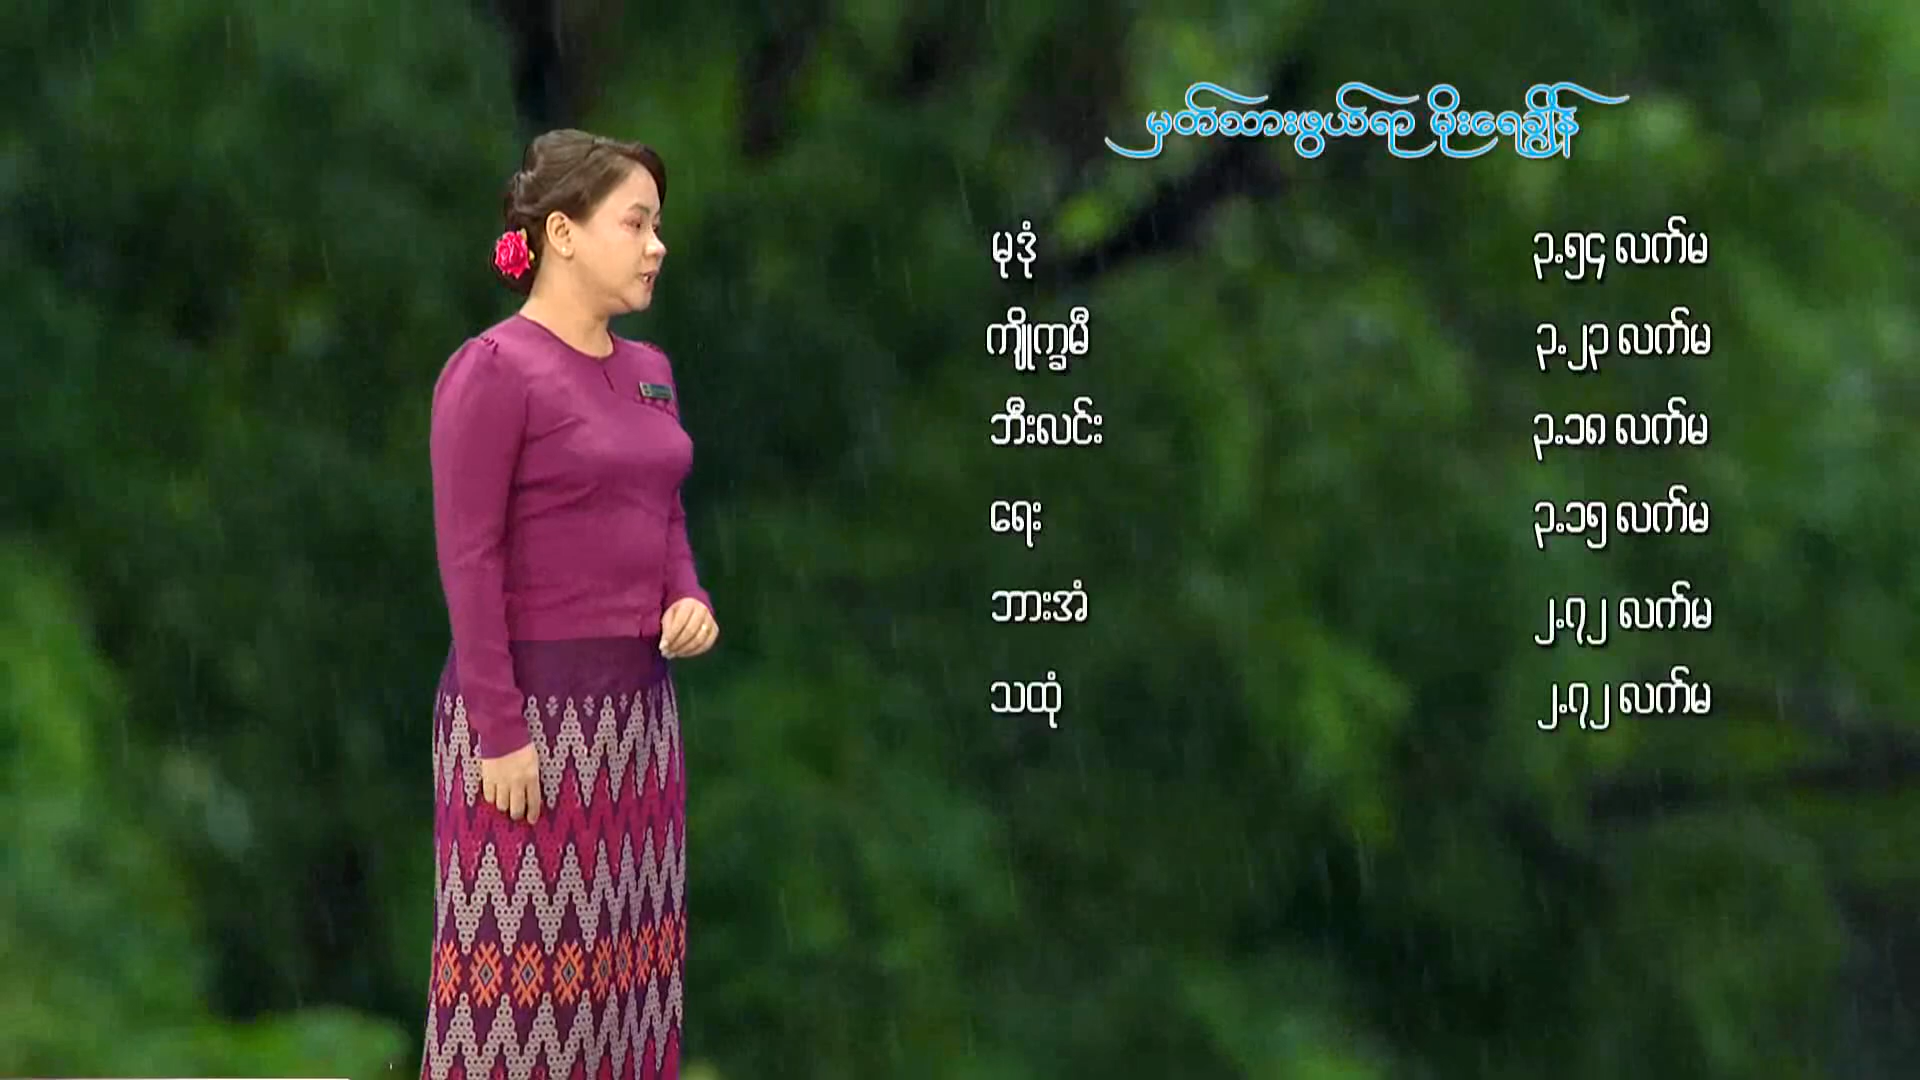 မှတ်သားဖွယ်ရာ မိုးရေချိန်
မုဒုံ ၃.၅၄ လက်မ
ကျိုက္ခမီ ၃.၂၃ လက်မ
ဘီးလင်း ၃.၁၈ လက်မ
ရေး ၃.၁၅ လက်မ
ဘားအံ ၂.၇၂ လက်မ
သထုံ ၂.၇၂ လက်မ